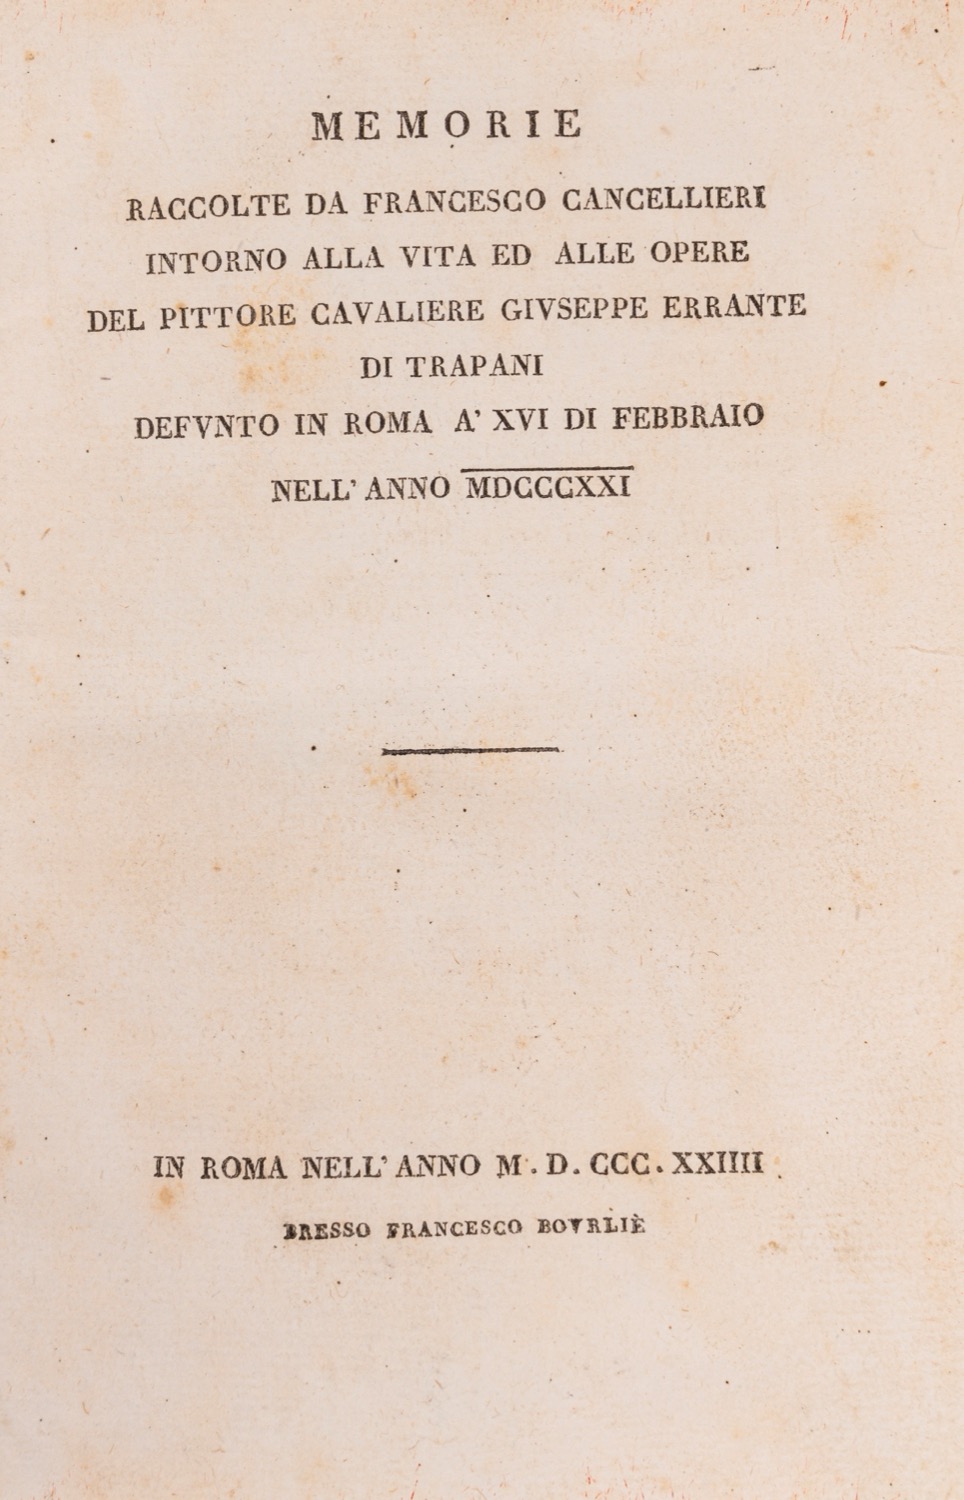 MEMORIE
RACCOLTE DA FRANCESCO CANCELLIERI
INTORNO ALLA VITA ED ALLE OPERE
DEL PITTORE CAVALIERE GIVSEPPE ERRANTE
DI TRAPANI
DEFVNTO IN ROMA A' XVI DI FEBBRAIO
NELL' ANNO MDCCCXXI
IN ROMA NELL' ANNO M. D. CCC. XXIIII
PRESSO FRANCESCO BOVRLIÈ